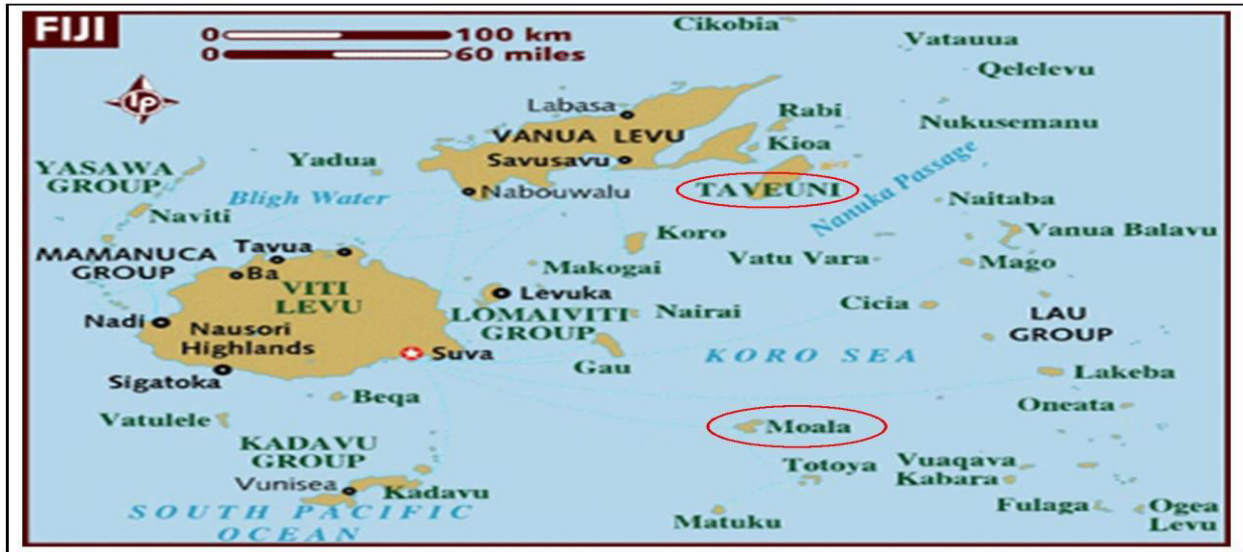 FIJI
0 100 km
0 60 miles
Cikobia
Vatauua
Qelelevu
LP
Labasa
Rabi
Nukusemanu
VANUA LEVU
Kioa
YASAWA
GROUP
Yadua
Savusavu
Bligh Water
Nabouwalu
TAVEUNI
Nanuka Passage
Naitaba
Naviti
Vanua Balavu
Koro
MAMANUCA
GROUP
Tavua
Makogai
Vatu Vara
Mago
Ba
VITI
LEVU
Levuka
Cicia
LAU
GROUP
Nadi
Nausori
Highlands
LOMAIVITI
GROUP
Nairai
Suva
KORO SEA
Gau
Sigatoka
Lakeba
Beqa
Oneata
Vatulele
Moala
KADAVU
GROUP
Totoya
Vuaqava
Kabara
Vunisea
Kadavu
Fulaga
Ogea
Levu
SOUTH PACIFIC
OCEAN
Matuku